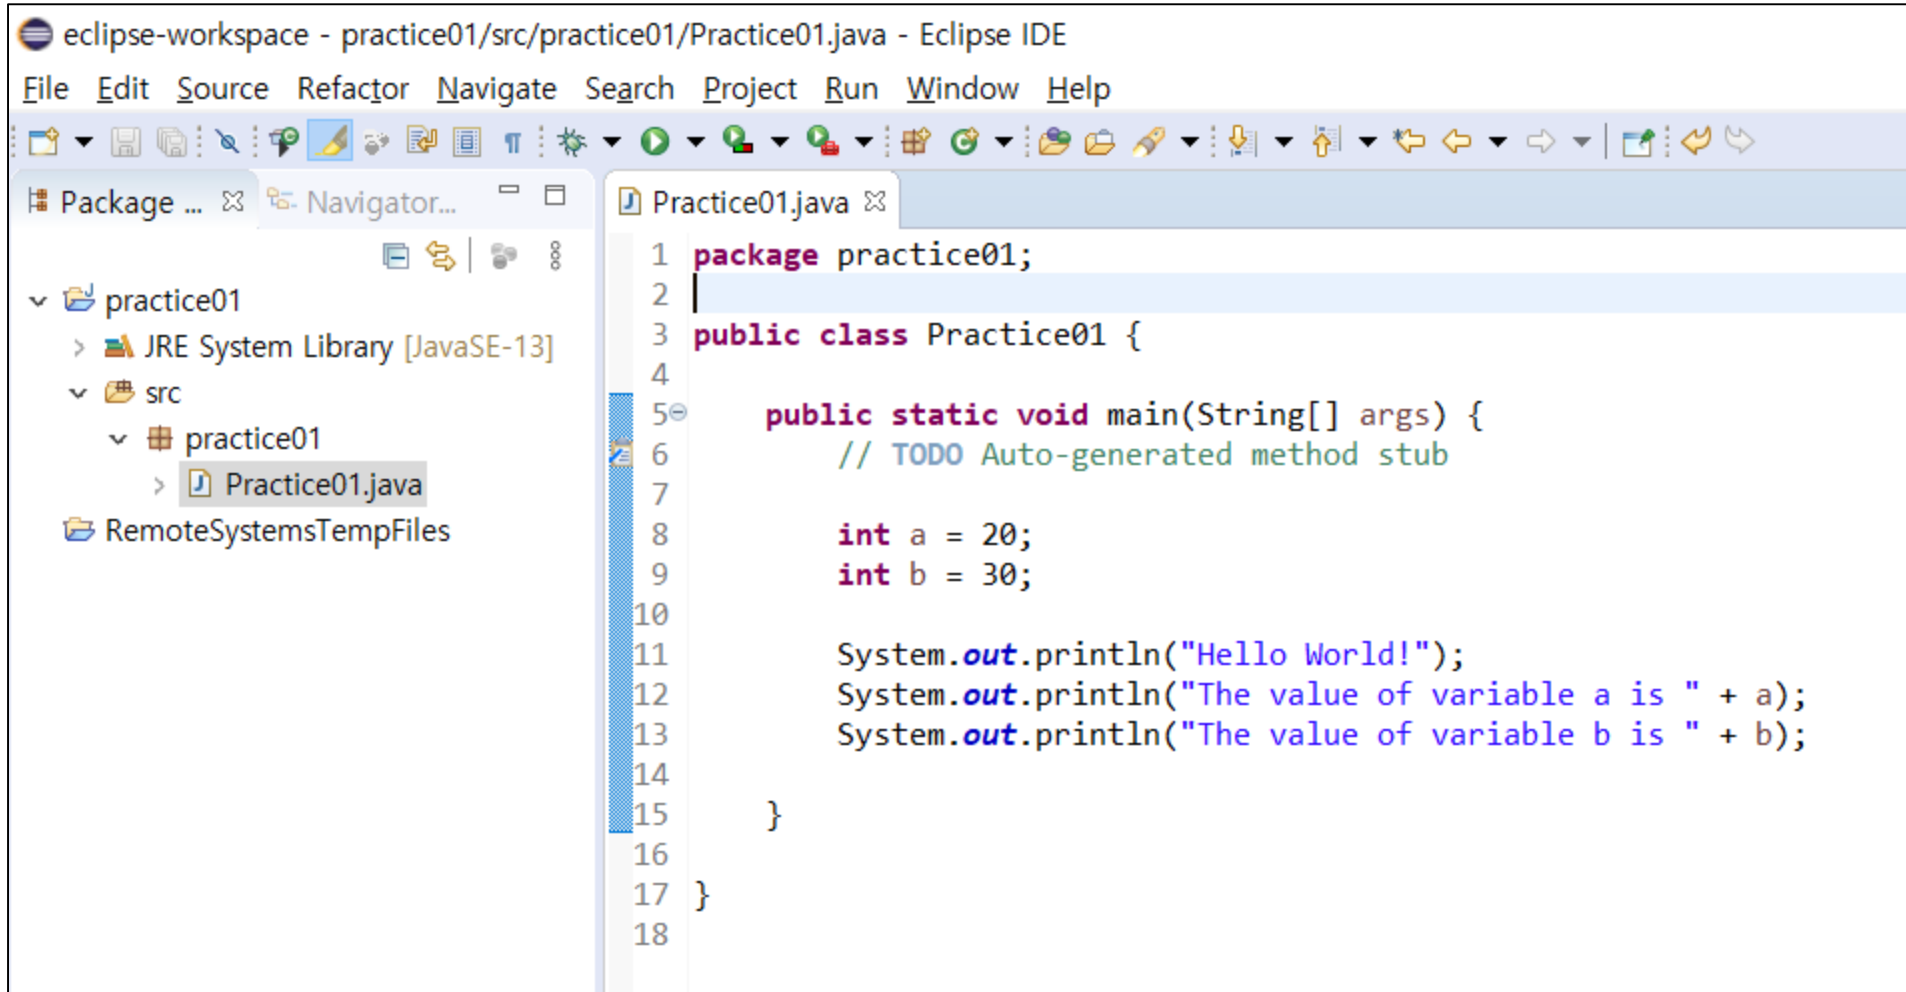 eclipse-workspace - practice01/src/practice01/Practice01.java - Eclipse IDE
File Edit Source Refactor Navigate Search Project Run Window Help
Package ... Navigator...
practice01
JRE System Library [JavaSE-13]
src
practice01
Practice01.java
RemoteSystemsTempFiles
Practice01.java
1 package practice01;
2
3 public class Practice01 {
4
5 public static void main(String[] args) {
6 // TODO Auto-generated method stub
7
8 int a = 20;
9 int b = 30;
10
11 System.out.println("Hello World!");
12 System.out.println("The value of variable a is " + a);
13 System.out.println("The value of variable b is " + b);
14
15 }
16
17 }
18